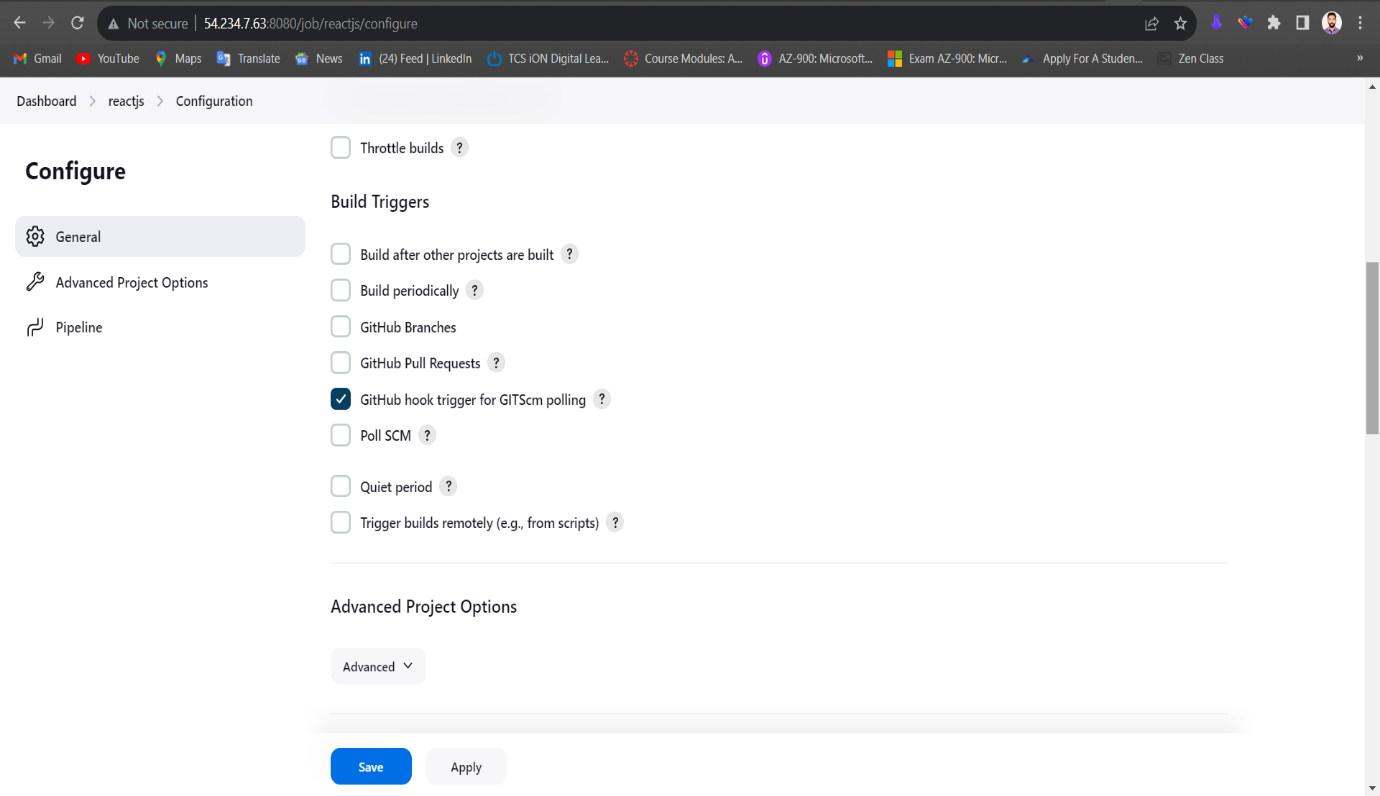 Not secure | 54.234.7.63:8080/job/reactjs/configure
Gmail YouTube Maps Translate News (24) Feed | LinkedIn TCS iON Digital Lea... Course Modules: A... AZ-900: Microsoft... Exam AZ-900: Micr... Apply For A Studen... Zen Class »
Dashboard > reactjs > Configuration
Configure
General
Advanced Project Options
Pipeline
Throttle builds ?
Build Triggers
Build after other projects are built ?
Build periodically ?
GitHub Branches
GitHub Pull Requests ?
GitHub hook trigger for GITScm polling ?
Poll SCM ?
Quiet period ?
Trigger builds remotely (e.g., from scripts) ?
Advanced Project Options
Advanced
Save Apply